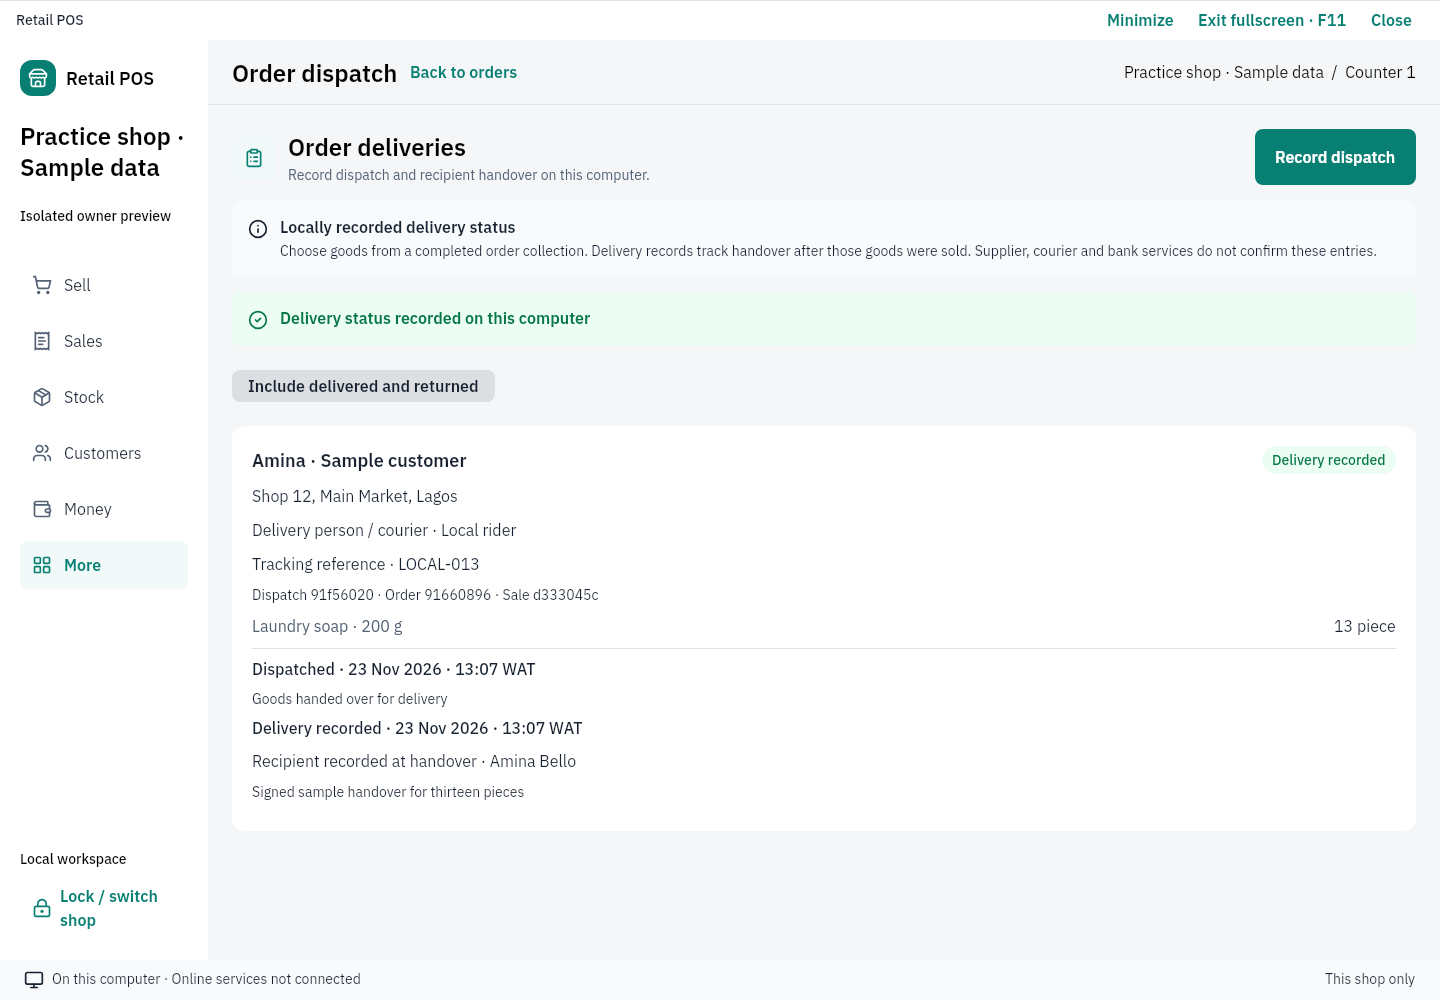 Retail POS
Minimize
Exit fullscreen · F11
Close
Retail POS
Practice shop ·
Sample data
Isolated owner preview
Sell
Sales
Stock
Customers
Money
More
Local workspace
Lock / switch
shop
Order dispatch
Back to orders
Practice shop · Sample data / Counter 1
Order deliveries
Record dispatch and recipient handover on this computer.
Record dispatch
Locally recorded delivery status
Choose goods from a completed order collection. Delivery records track handover after those goods were sold. Supplier, courier and bank services do not confirm these entries.
Delivery status recorded on this computer
Include delivered and returned
Amina · Sample customer
Delivery recorded
Shop 12, Main Market, Lagos
Delivery person / courier · Local rider
Tracking reference · LOCAL-013
Dispatch 91f56020 · Order 91660896 · Sale d333045c
Laundry soap · 200 g
13 piece
Dispatched · 23 Nov 2026 · 13:07 WAT
Goods handed over for delivery
Delivery recorded · 23 Nov 2026 · 13:07 WAT
Recipient recorded at handover · Amina Bello
Signed sample handover for thirteen pieces
On this computer · Online services not connected
This shop only